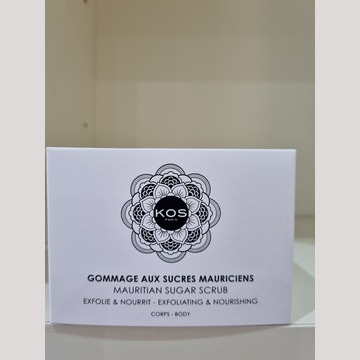 KOS
PARIS
GOMMAGE AUX SUCRES MAURICIENS
MAURITIAN SUGAR SCRUB
EXFOLIE & NOURRIT - EXFOLIATING & NOURISHING
CORPS - BODY